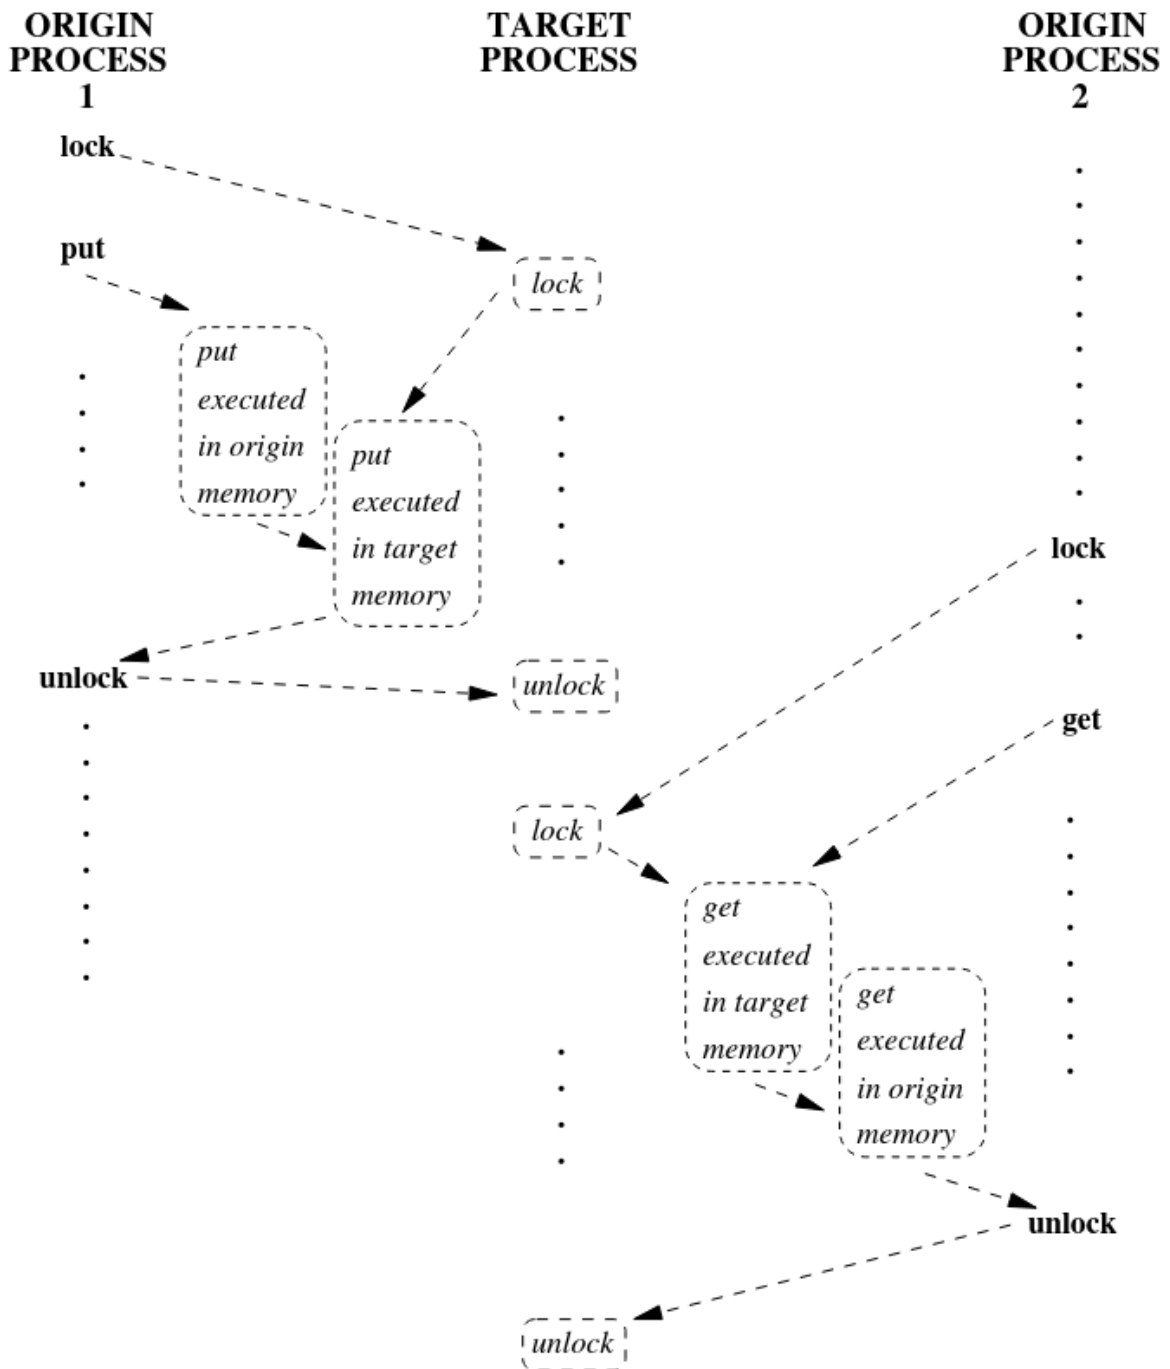 ORIGIN
PROCESS
1
TARGET
PROCESS
ORIGIN
PROCESS
2
lock
put
lock
put
executed
in origin
memory
put
executed
in target
memory
lock
unlock
unlock
get
lock
get
executed
in target
memory
get
executed
in origin
memory
unlock
unlock